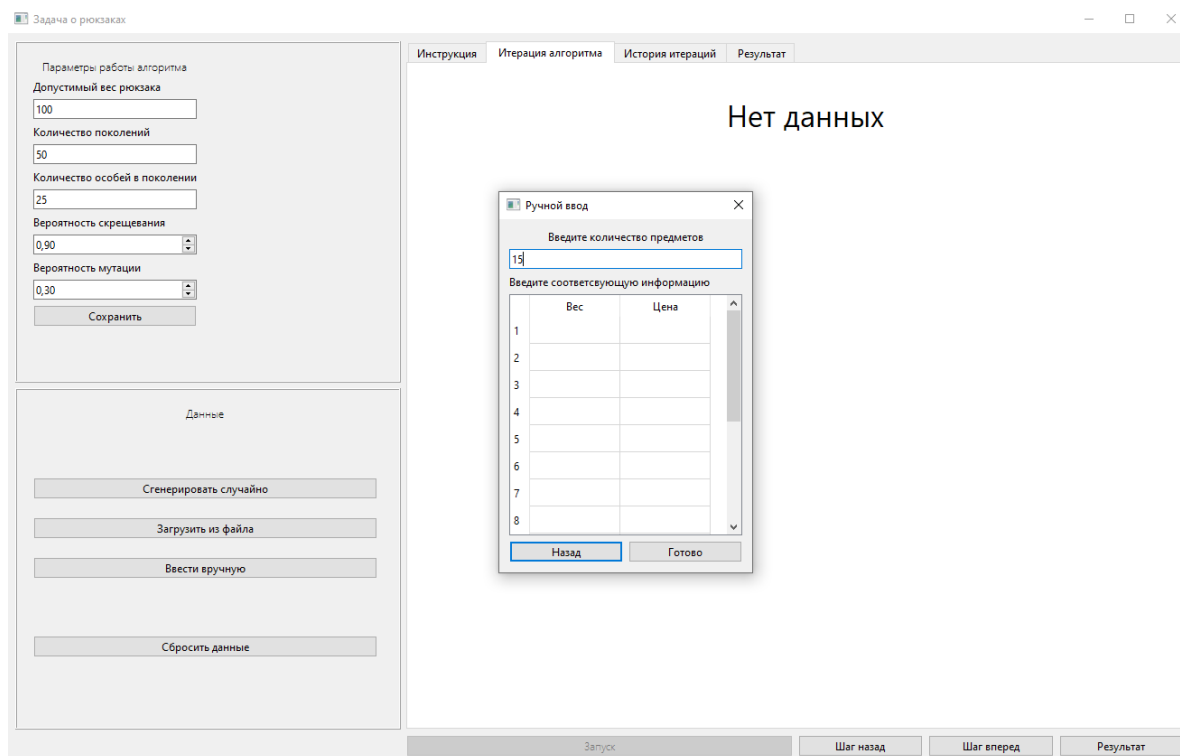 Задача о рюкзаках
Параметры работы алгоритма
Допустимый вес рюкзака
100
Количество поколений
50
Количество особей в поколении
25
Вероятность скрещевания
0,90
Вероятность мутации
0,30
Сохранить
Данные
Сгенерировать случайно
Загрузить из файла
Ввести вручную
Сбросить данные
Инструкция Итерация алгоритма История итераций Результат
Нет данных
Ручной ввод
Введите количество предметов
15
Введите соответсвующую информацию
Вес Цена
1
2
3
4
5
6
7
8
Назад Готово
Запуск Шаг назад Шаг вперед Результат